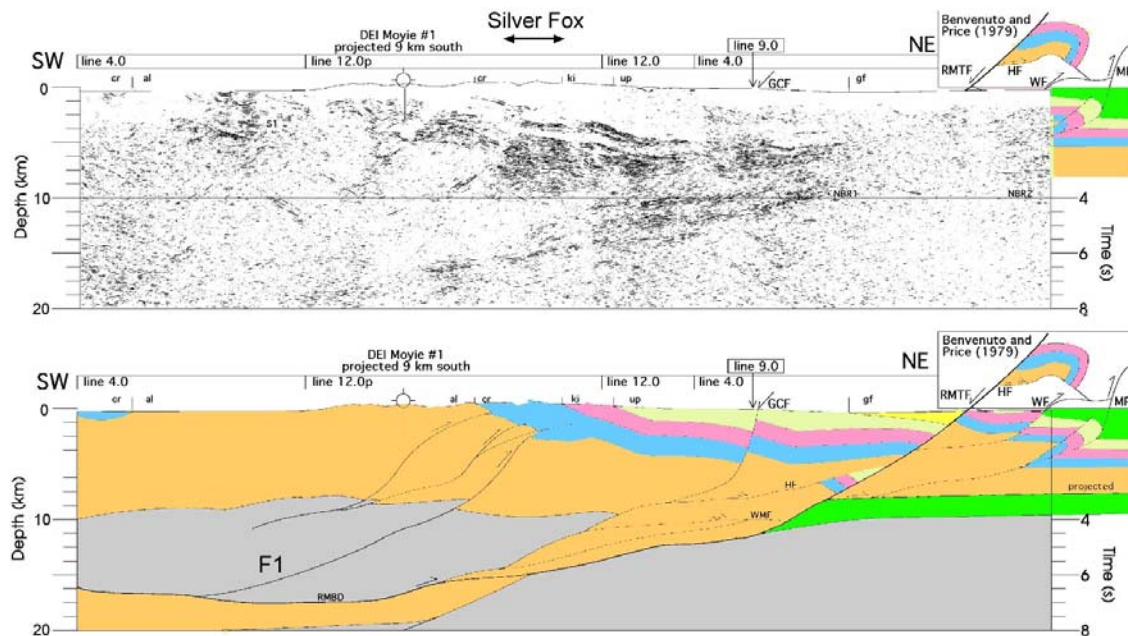 Silver Fox
DEI Moyie #1
projected 9 km south
line 9.0
SW
NE
line 4.0
line 12.0p
line 12.0
line 4.0
cr
al
cr
ki
up
GCF
gf
Benvenuto and
Price (1979)
RMTF
HF
WF
MF
0
10
20
Depth (km)
S1
NBR1
NBR2
4
6
8
Time (s)
DEI Moyie #1
projected 9 km south
line 9.0
SW
NE
line 4.0
line 12.0p
line 12.0
line 4.0
cr
al
al
cr
ki
up
GCF
gf
Benvenuto and
Price (1979)
RMTF
HF
WF
MF
0
10
20
Depth (km)
F1
RMBD
HF
WMF
projected
4
6
8
Time (s)